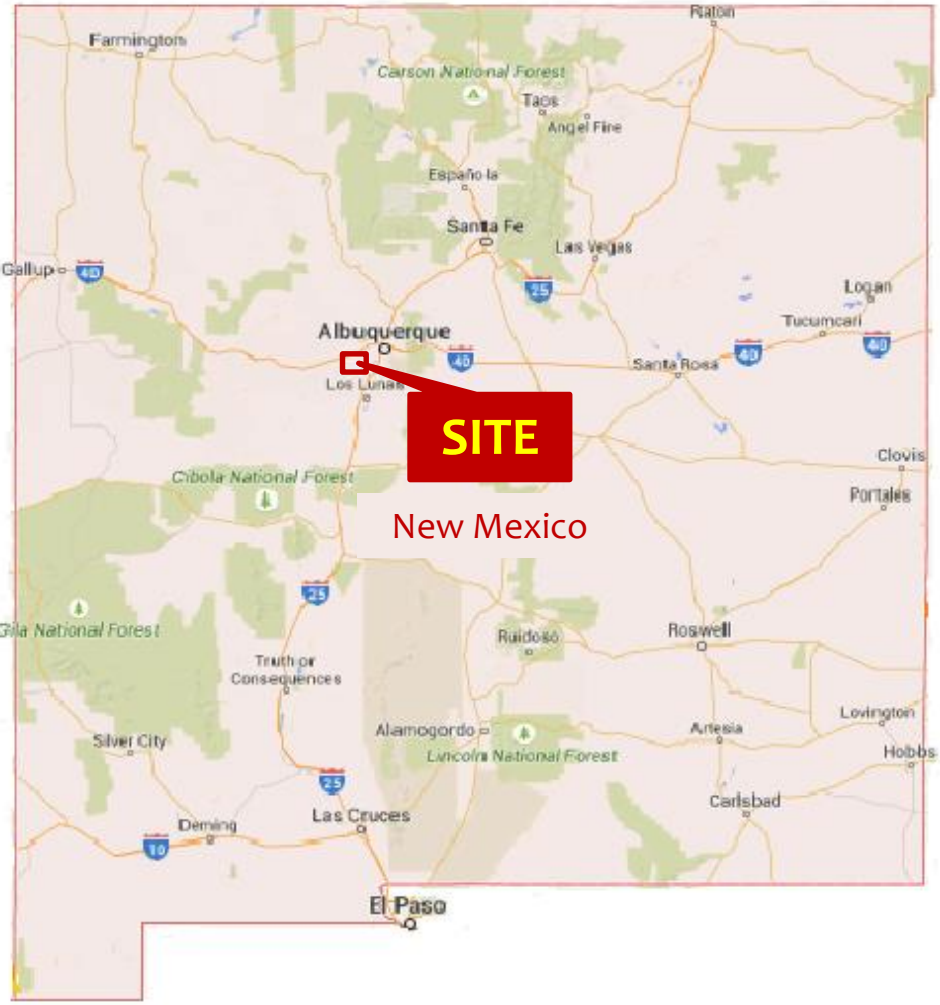 Raton
Farmington
Carson National Forest
Taos
Angel Fire
Española
Santa Fe
Las Vegas
Gallup
40
25
Logan
Tucumcari
Albuquerque
40
40
40
Santa Rosa
Los Lunas
SITE
Clovis
Cibola National Forest
Portales
New Mexico
25
Gila National Forest
Ruidoso
Roswell
Truth or
Consequences
Lovington
Alamogordo
Artesia
Silver City
Lincoln National Forest
Hobbs
25
Carlsbad
Las Cruces
Deming
10
El Paso